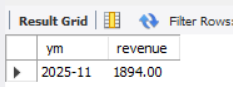 Result Grid Filter Rows:
ym revenue
2025-11 1894.00